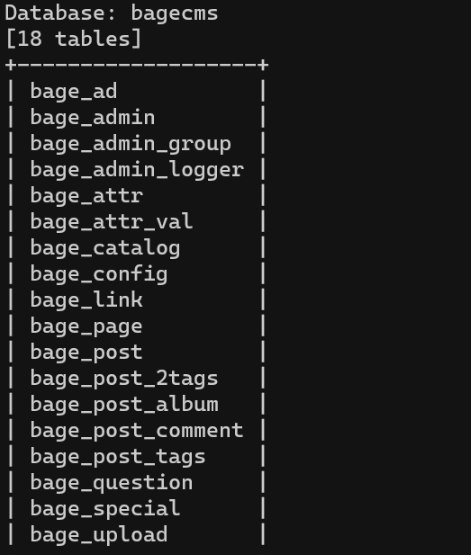 Database: bagecms
[18 tables]
+-------------------+
| bage_ad           |
| bage_admin        |
| bage_admin_group  |
| bage_admin_logger |
| bage_attr         |
| bage_attr_val     |
| bage_catalog      |
| bage_config       |
| bage_link         |
| bage_page         |
| bage_post         |
| bage_post_2tags   |
| bage_post_album   |
| bage_post_comment |
| bage_post_tags    |
| bage_question     |
| bage_special      |
| bage_upload       |